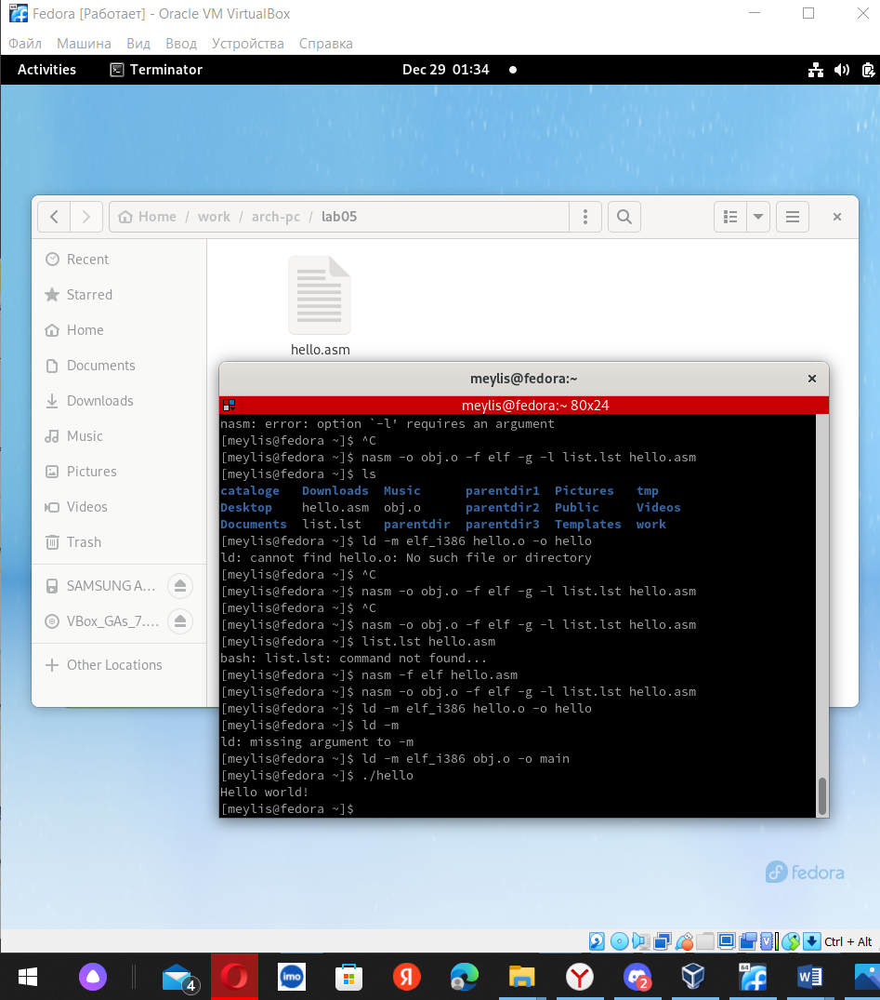 Fedora [Работает] - Oracle VM VirtualBox
Файл Машина Вид Ввод Устройства Справка
Activities Terminator Dec 29 01:34
Home / work / arch-pc / lab05
Recent
Starred
Home
Documents
Downloads
Music
Pictures
Videos
Trash
SAMSUNG A...
VBox_GAs_7....
Other Locations
hello.asm
meylis@fedora:~
meylis@fedora:~ 80x24
nasm: error: option `-l' requires an argument
[meylis@fedora ~]$ ^C
[meylis@fedora ~]$ nasm -o obj.o -f elf -g -l list.lst hello.asm
[meylis@fedora ~]$ ls
cataloge Downloads Music parentdir1 Pictures tmp
Desktop hello.asm obj.o parentdir2 Public Videos
Documents list.lst parentdir parentdir3 Templates work
[meylis@fedora ~]$ ld -m elf_i386 hello.o -o hello
ld: cannot find hello.o: No such file or directory
[meylis@fedora ~]$ ^C
[meylis@fedora ~]$ nasm -o obj.o -f elf -g -l list.lst hello.asm
[meylis@fedora ~]$ ^C
[meylis@fedora ~]$ nasm -o obj.o -f elf -g -l list.lst hello.asm
[meylis@fedora ~]$ list.lst hello.asm
bash: list.lst: command not found...
[meylis@fedora ~]$ nasm -f elf hello.asm
[meylis@fedora ~]$ nasm -o obj.o -f elf -g -l list.lst hello.asm
[meylis@fedora ~]$ ld -m elf_i386 hello.o -o hello
[meylis@fedora ~]$ ld -m
ld: missing argument to -m
[meylis@fedora ~]$ ld -m elf_i386 obj.o -o main
[meylis@fedora ~]$ ./hello
Hello world!
[meylis@fedora ~]$
fedora
Ctrl + Alt
4
imo
Я
Y
2
64
W